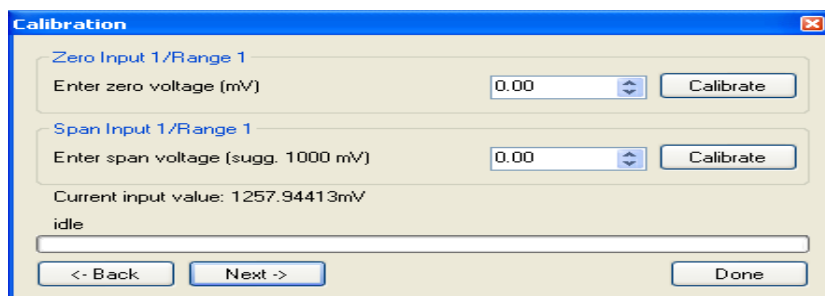 Calibration
Zero Input 1/Range 1
Enter zero voltage (mV) 0.00 Calibrate
Span Input 1/Range 1
Enter span voltage (sugg. 1000 mV) 0.00 Calibrate
Current input value: 1257.94413mV
idle
<- Back Next -> Done